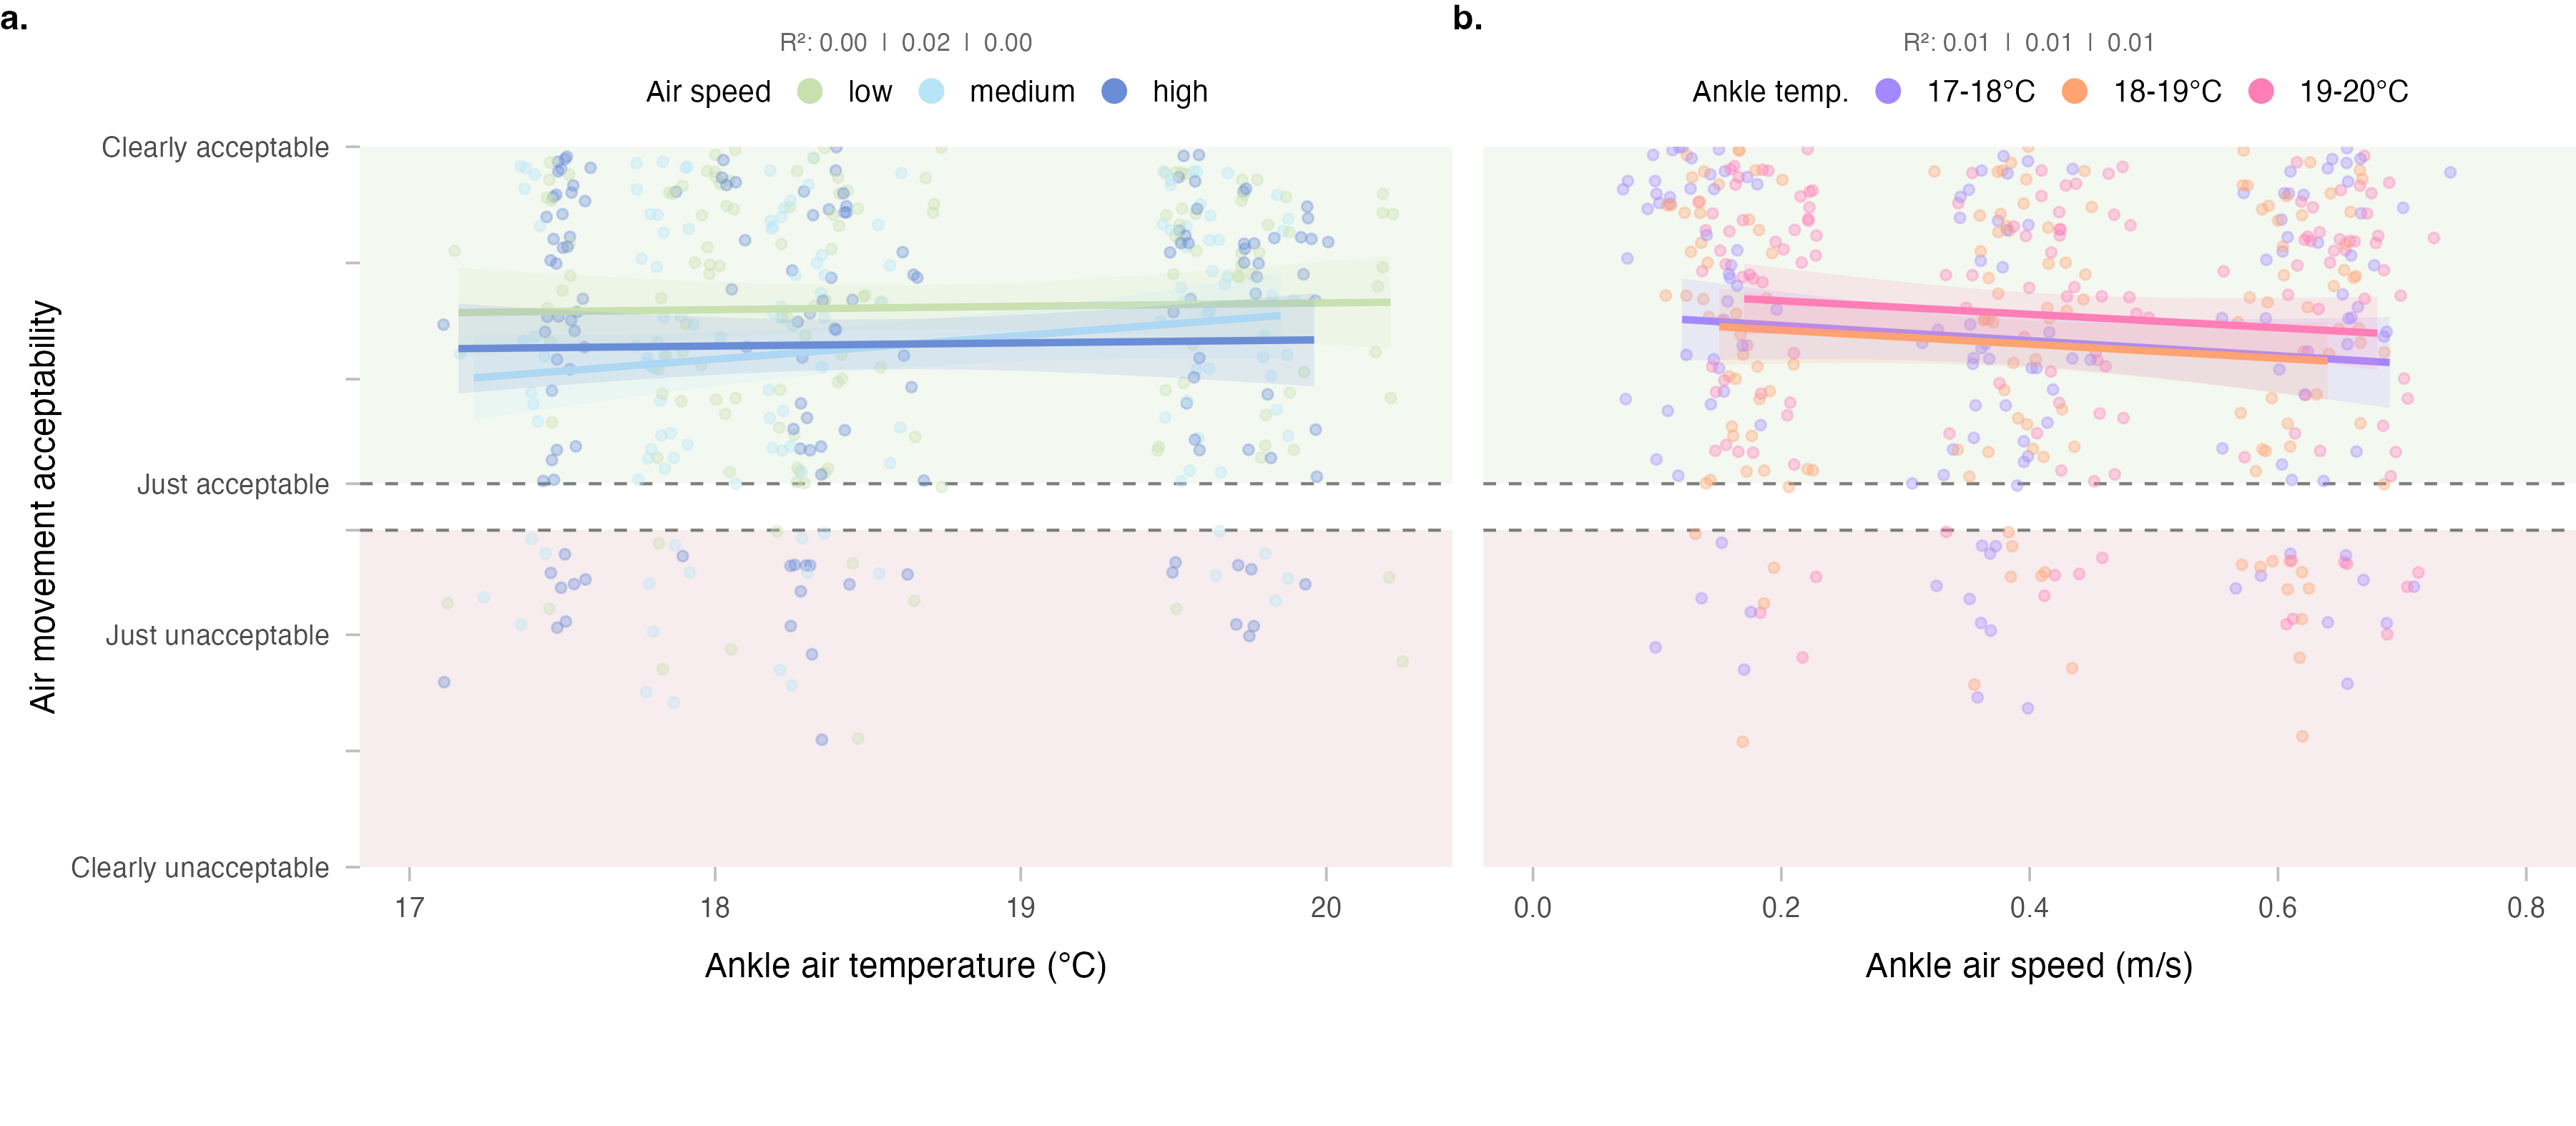 a.
R²: 0.00 | 0.02 | 0.00
Air speed low medium high
Clearly acceptable
Just acceptable
Just unacceptable
Clearly unacceptable
Air movement acceptability
17 18 19 20
Ankle air temperature (°C)
b.
R²: 0.01 | 0.01 | 0.01
Ankle temp. 17-18°C 18-19°C 19-20°C
0.0 0.2 0.4 0.6 0.8
Ankle air speed (m/s)